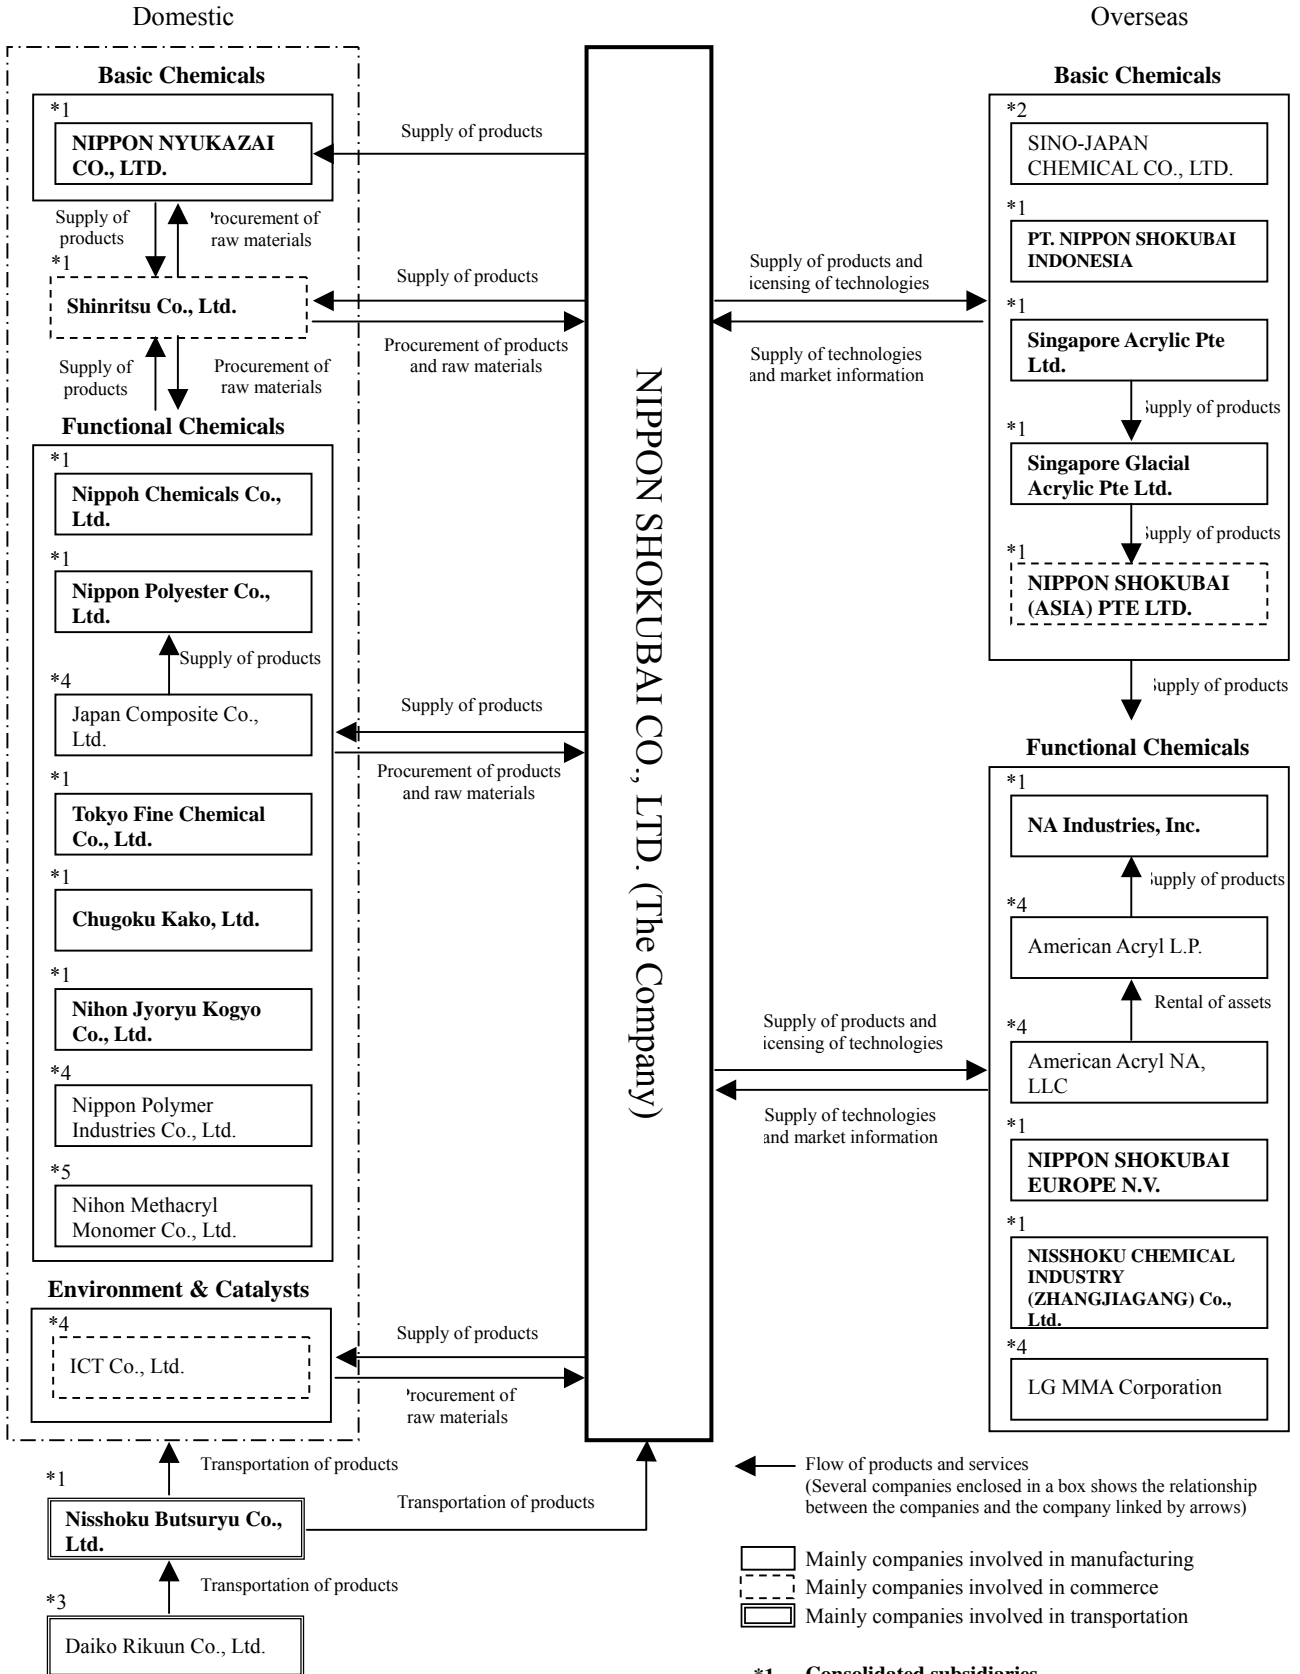 Domestic
Basic Chemicals
*1
NIPPON NYUKAZAI
CO., LTD.
Supply of
products
Procurement of
raw materials
*1
Shinritsu Co., Ltd.
Supply of
products
Procurement of
raw materials
Functional Chemicals
*1
Nippoh Chemicals Co.,
Ltd.
*1
Nippon Polyester Co.,
Ltd.
Supply of products
*4
Japan Composite Co.,
Ltd.
*1
Tokyo Fine Chemical
Co., Ltd.
*1
Chugoku Kako, Ltd.
*1
Nihon Jyoryu Kogyo
Co., Ltd.
*4
Nippon Polymer
Industries Co., Ltd.
*5
Nihon Methacryl
Monomer Co., Ltd.
Environment & Catalysts
*4
ICT Co., Ltd.
Transportation of products
*1
Nisshoku Butsuryu Co.,
Ltd.
Transportation of products
Transportation of products
*3
Daiko Rikuun Co., Ltd.
Supply of products
Supply of products
Procurement of products
and raw materials
Supply of products
Procurement of products
and raw materials
Supply of products
Procurement of
raw materials
NIPPON SHOKUBAI CO., LTD. (The Company)
Supply of products and
licensing of technologies
Supply of technologies
and market information
Supply of products and
licensing of technologies
Supply of technologies
and market information
Overseas
Basic Chemicals
*2
SINO-JAPAN
CHEMICAL CO., LTD.
*1
PT. NIPPON SHOKUBAI
INDONESIA
*1
Singapore Acrylic Pte
Ltd.
Supply of products
*1
Singapore Glacial
Acrylic Pte Ltd.
Supply of products
*1
NIPPON SHOKUBAI
(ASIA) PTE LTD.
Supply of products
Functional Chemicals
*1
NA Industries, Inc.
Supply of products
*4
American Acryl L.P.
Rental of assets
*4
American Acryl NA,
LLC
*1
NIPPON SHOKUBAI
EUROPE N.V.
*1
NISSHOKU CHEMICAL
INDUSTRY
(ZHANGJIAGANG) Co.,
Ltd.
*4
LG MMA Corporation
Flow of products and services
(Several companies enclosed in a box shows the relationship
between the companies and the company linked by arrows)
Mainly companies involved in manufacturing
Mainly companies involved in commerce
Mainly companies involved in transportation
*1 Consolidated subsidiaries